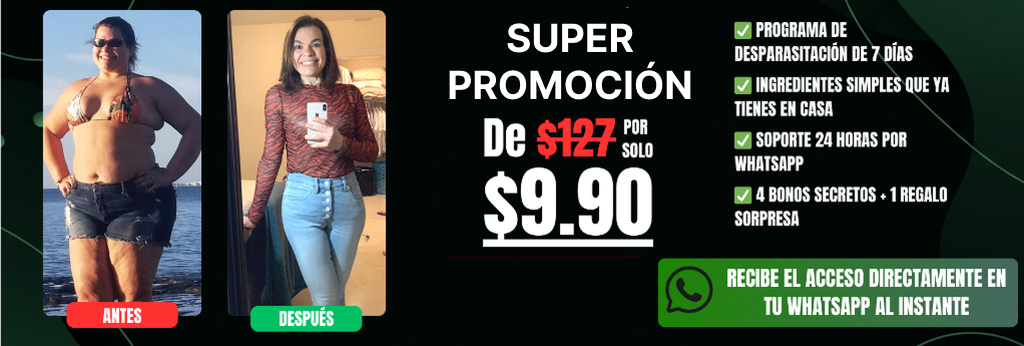 ANTES
DESPUÉS
SUPER
PROMOCIÓN
De $127 POR
SOLO
$9.90
✅ PROGRAMA DE
DESPARASITACIÓN DE 7 DÍAS
✅ INGREDIENTES SIMPLES QUE YA
TIENES EN CASA
✅ SOPORTE 24 HORAS POR
WHATSAPP
✅ 4 BONOS SECRETOS + 1 REGALO
SORPRESA
RECIBE EL ACCESO DIRECTAMENTE EN
TU WHATSAPP AL INSTANTE